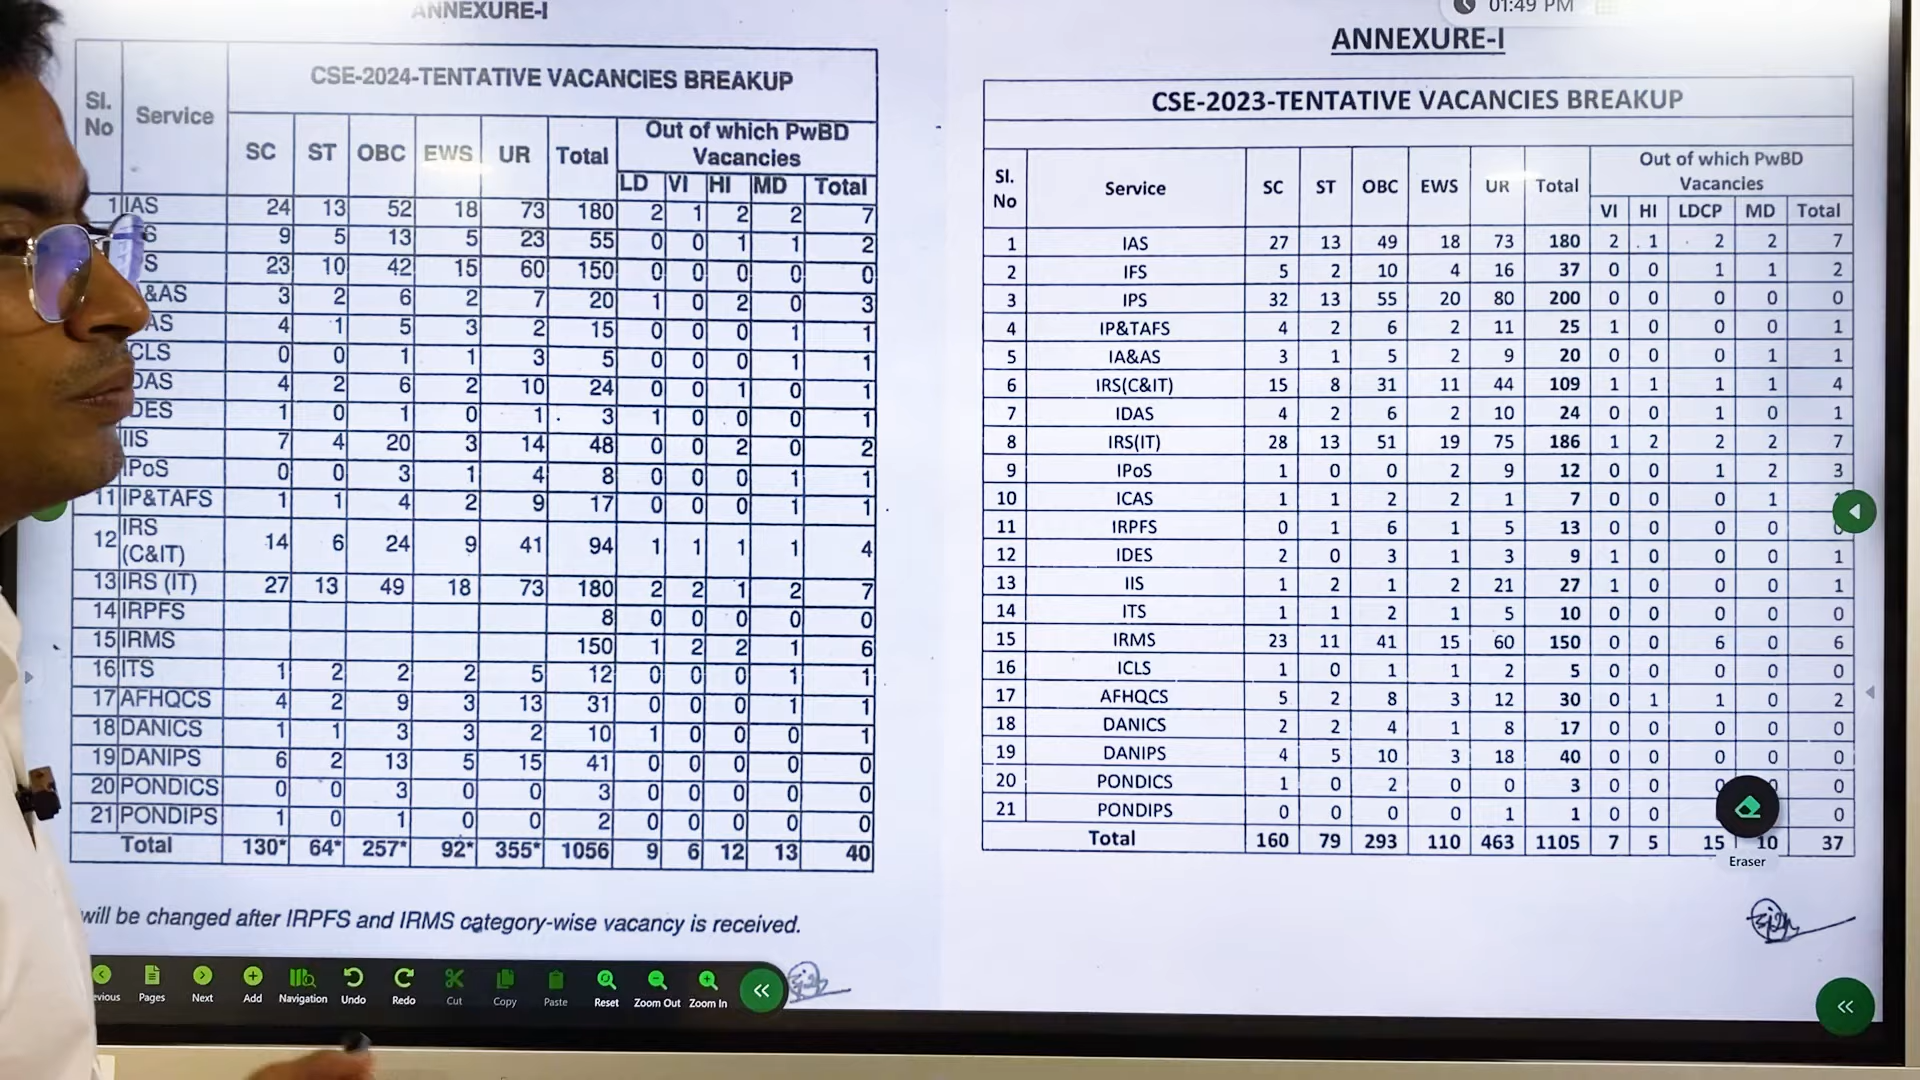 ANNEXURE-I
CSE-2024-TENTATIVE VACANCIES BREAKUP
Sl. No Service SC ST OBC EWS UR Total Out of which PwBD Vacancies
LD VI HI MD Total
1 IAS 24 13 52 18 73 180 2 1 2 2 7
S 9 5 13 5 23 55 0 0 1 1 2
S 23 10 42 15 60 150 0 0 0 0 0
&AS 3 2 6 2 7 20 1 0 2 0 3
AS 4 1 5 3 2 15 0 0 0 1 1
CLS 0 0 1 1 3 5 0 0 0 1 1
DAS 4 2 6 2 10 24 0 0 1 0 1
DES 1 0 1 0 1 3 1 0 0 0 1
IIS 7 4 20 3 14 48 0 0 2 0 2
IPoS 0 0 3 1 4 8 0 0 0 1 1
11 IP&TAFS 1 1 4 2 9 17 0 0 0 1 1
12 IRS (C&IT) 14 6 24 9 41 94 1 1 1 1 4
13 IRS (IT) 27 13 49 18 73 180 2 2 1 2 7
14 IRPFS 8 0 0 0 0 0
15 IRMS 150 1 2 2 1 6
16 ITS 1 2 2 2 5 12 0 0 0 1 1
17 AFHQCS 4 2 9 3 13 31 0 0 0 1 1
18 DANICS 1 1 3 3 2 10 1 0 0 0 1
19 DANIPS 6 2 13 5 15 41 0 0 0 0 0
20 PONDICS 0 0 3 0 0 3 0 0 0 0 0
21 PONDIPS 1 0 1 0 0 2 0 0 0 0 0
Total 130* 64* 257* 92* 355* 1056 9 6 12 13 40
will be changed after IRPFS and IRMS category-wise vacancy is received.
01:49 PM
ANNEXURE-I
CSE-2023-TENTATIVE VACANCIES BREAKUP
Sl. No Service SC ST OBC EWS UR Total Out of which PwBD Vacancies
VI HI LDCP MD Total
1 IAS 27 13 49 18 73 180 2 1 2 2 7
2 IFS 5 2 10 4 16 37 0 0 1 1 2
3 IPS 32 13 55 20 80 200 0 0 0 0 0
4 IP&TAFS 4 2 6 2 11 25 1 0 0 0 1
5 IA&AS 3 1 5 2 9 20 0 0 0 1 1
6 IRS(C&IT) 15 8 31 11 44 109 1 1 1 1 4
7 IDAS 4 2 6 2 10 24 0 0 1 0 1
8 IRS(IT) 28 13 51 19 75 186 1 2 2 2 7
9 IPoS 1 0 0 2 9 12 0 0 1 2 3
10 ICAS 1 1 2 2 1 7 0 0 0 1
11 IRPFS 0 1 6 1 5 13 0 0 0 0
12 IDES 2 0 3 1 3 9 1 0 0 0 1
13 IIS 1 2 1 2 21 27 1 0 0 0 1
14 ITS 1 1 2 1 5 10 0 0 0 0 0
15 IRMS 23 11 41 15 60 150 0 0 6 0 6
16 ICLS 1 0 1 1 2 5 0 0 0 0 0
17 AFHQCS 5 2 8 3 12 30 0 1 1 0 2
18 DANICS 2 2 4 1 8 17 0 0 0 0 0
19 DANIPS 4 5 10 3 18 40 0 0 0 0 0
20 PONDICS 1 0 2 0 0 3 0 0 0 0 0
21 PONDIPS 0 0 0 0 1 1 0 0 0
Total 160 79 293 110 463 1105 7 5 15 10 37
Eraser
evious Pages Next Add Navigation Undo Redo Cut Copy Paste Reset Zoom Out Zoom In